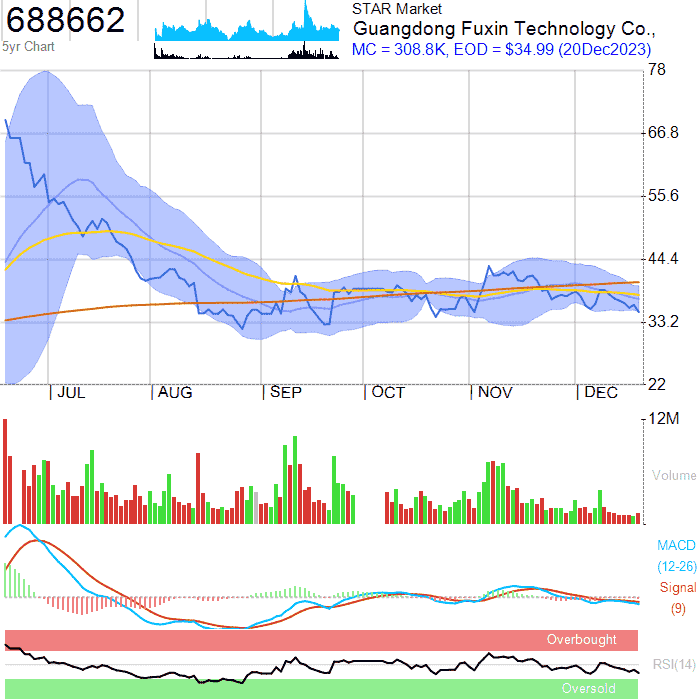 688662
5yr Chart
STAR Market
Guangdong Fuxin Technology Co.,
MC = 308.8K, EOD = $34.99 (20Dec2023)
78
66.8
55.6
44.4
33.2
22
JUL AUG SEP OCT NOV DEC
12M
Volume
MACD
(12-26)
Signal
(9)
Overbought
RSI(14)
Oversold